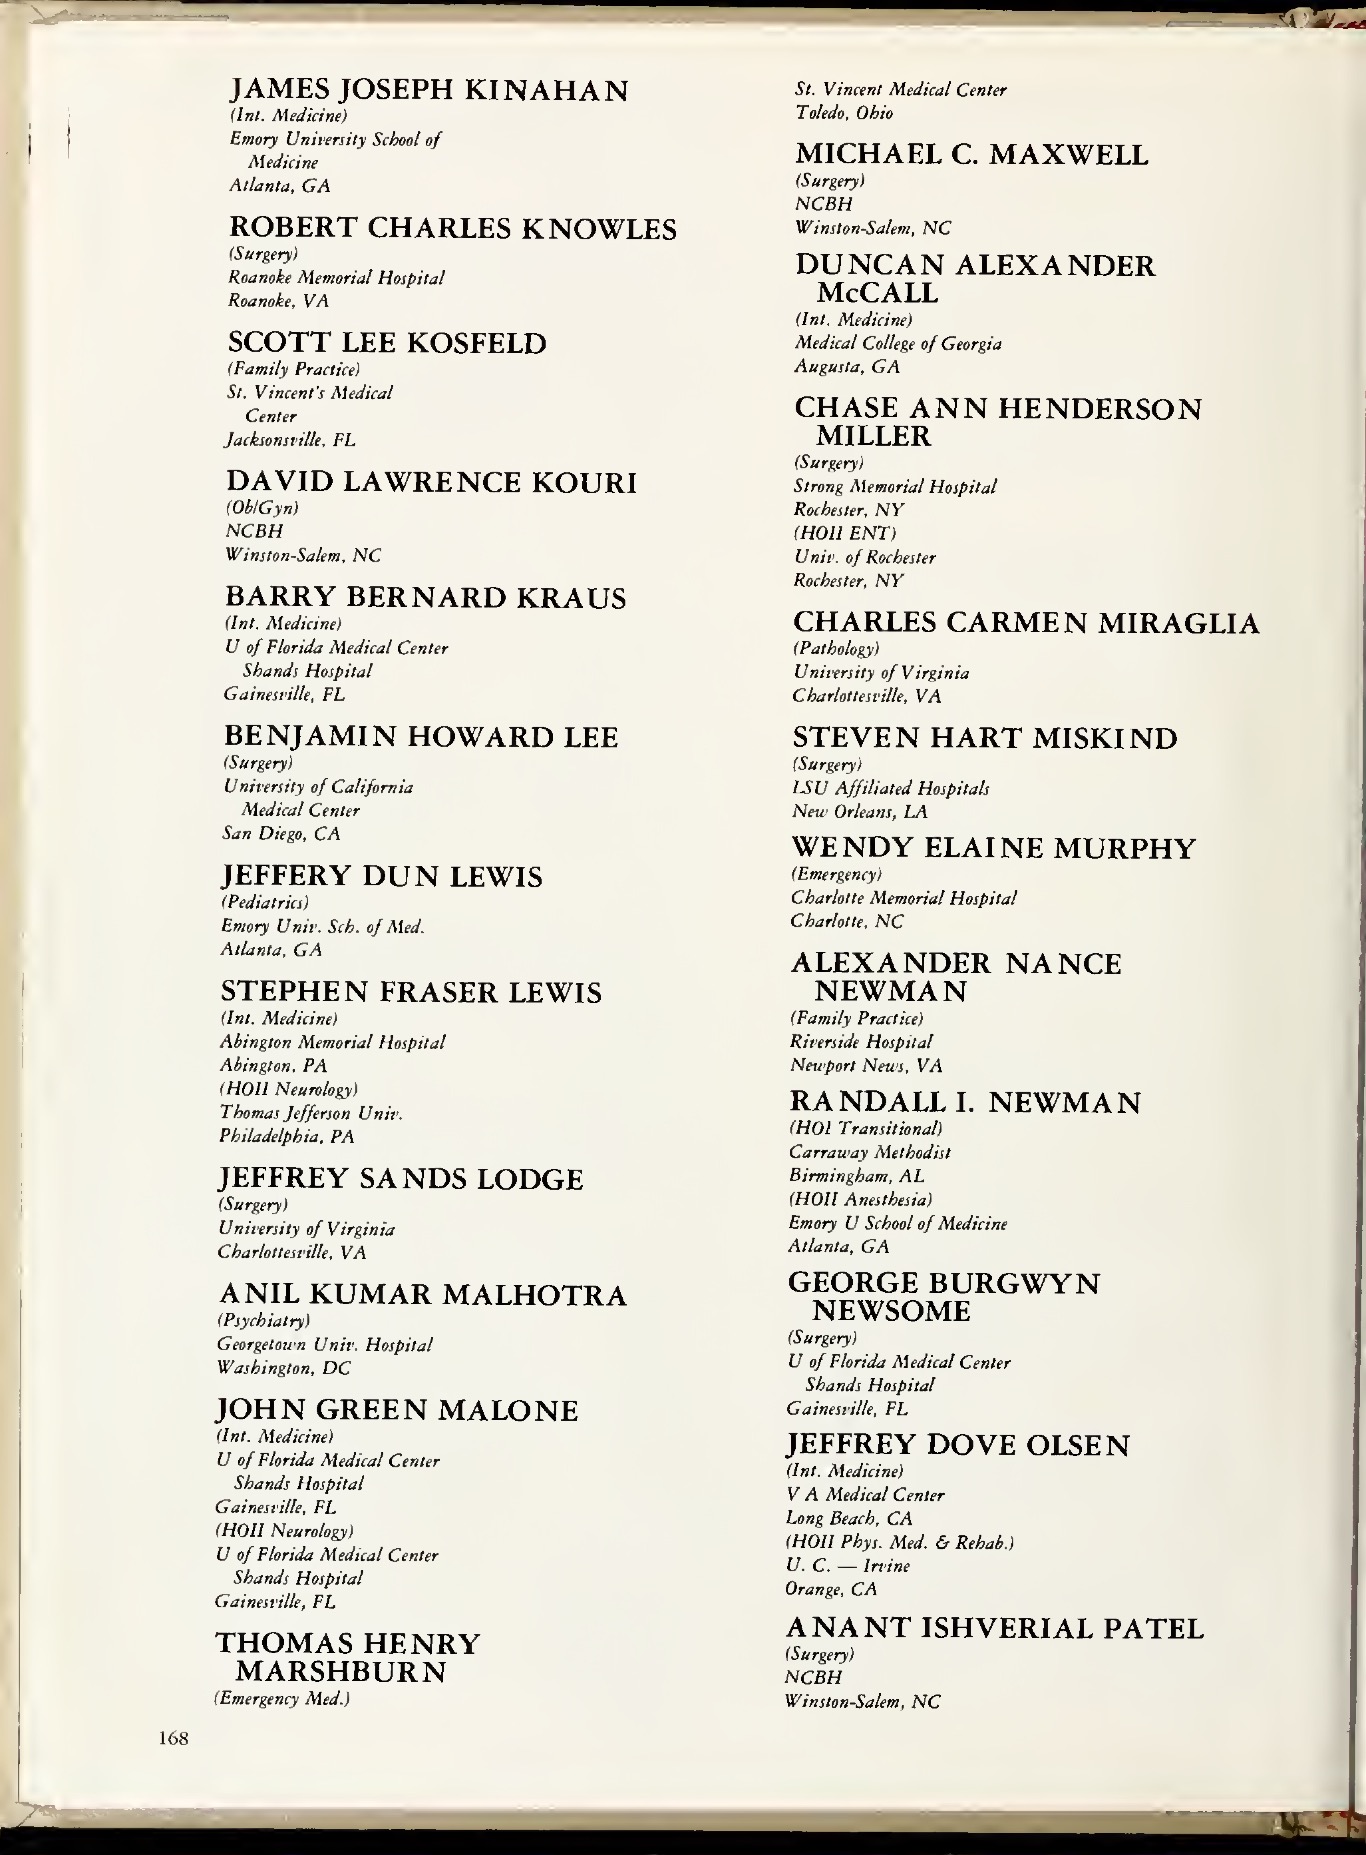 JAMES JOSEPH KINAHAN
(Int. Medicine)
Emory University School of
Medicine
Atlanta, GA
ROBERT CHARLES KNOWLES
(Surgery)
Roanoke Memorial Hospital
Roanoke, VA
SCOTT LEE KOSFELD
(Family Practice)
St. Vincent's Medical
Center
Jacksonsville, FL
DAVID LAWRENCE KOURI
(Ob/Gyn)
NCBH
Winston-Salem, NC
BARRY BERNARD KRAUS
(Int. Medicine)
U of Florida Medical Center
Shands Hospital
Gainesville, FL
BENJAMIN HOWARD LEE
(Surgery)
University of California
Medical Center
San Diego, CA
JEFFERY DUN LEWIS
(Pediatrics)
Emory Univ. Sch. of Med.
Atlanta, GA
STEPHEN FRASER LEWIS
(Int. Medicine)
Abington Memorial Hospital
Abington, PA
(HOII Neurology)
Thomas Jefferson Univ.
Philadelphia, PA
JEFFREY SANDS LODGE
(Surgery)
University of Virginia
Charlottesville, VA
ANIL KUMAR MALHOTRA
(Psychiatry)
Georgetown Univ. Hospital
Washington, DC
JOHN GREEN MALONE
(Int. Medicine)
U of Florida Medical Center
Shands Hospital
Gainesville, FL
(HOII Neurology)
U of Florida Medical Center
Shands Hospital
Gainesville, FL
THOMAS HENRY
MARSHBURN
(Emergency Med.)
St. Vincent Medical Center
Toledo, Ohio
MICHAEL C. MAXWELL
(Surgery)
NCBH
Winston-Salem, NC
DUNCAN ALEXANDER
McCALL
(Int. Medicine)
Medical College of Georgia
Augusta, GA
CHASE ANN HENDERSON
MILLER
(Surgery)
Strong Memorial Hospital
Rochester, NY
(HOII ENT)
Univ. of Rochester
Rochester, NY
CHARLES CARMEN MIRAGLIA
(Pathology)
University of Virginia
Charlottesville, VA
STEVEN HART MISKIND
(Surgery)
LSU Affiliated Hospitals
New Orleans, LA
WENDY ELAINE MURPHY
(Emergency)
Charlotte Memorial Hospital
Charlotte, NC
ALEXANDER NANCE
NEWMAN
(Family Practice)
Riverside Hospital
Newport News, VA
RANDALL I. NEWMAN
(HOI Transitional)
Carraway Methodist
Birmingham, AL
(HOII Anesthesia)
Emory U School of Medicine
Atlanta, GA
GEORGE BURGWYN
NEWSOME
(Surgery)
U of Florida Medical Center
Shands Hospital
Gainesville, FL
JEFFREY DOVE OLSEN
(Int. Medicine)
V A Medical Center
Long Beach, CA
(HOII Phys. Med. & Rehab.)
U. C. — Irvine
Orange, CA
ANANT ISHVERIAL PATEL
(Surgery)
NCBH
Winston-Salem, NC
168